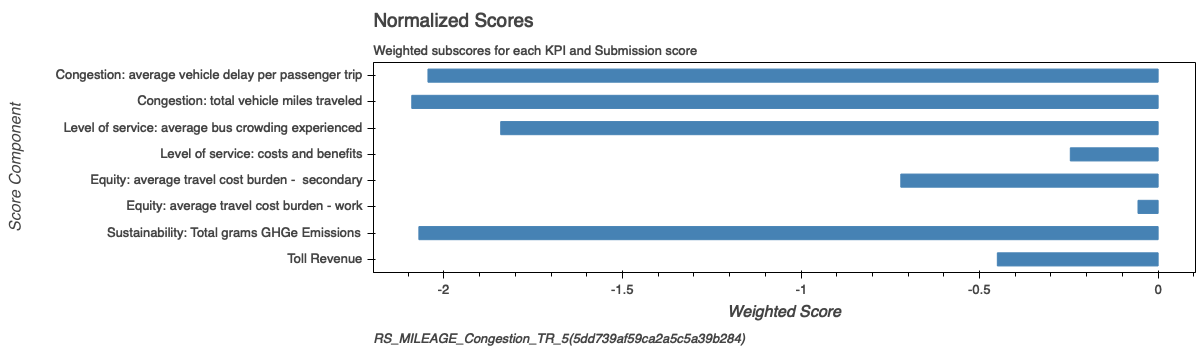 Normalized Scores
Weighted subscores for each KPI and Submission score
Score Component
Congestion: average vehicle delay per passenger trip
Congestion: total vehicle miles traveled
Level of service: average bus crowding experienced
Level of service: costs and benefits
Equity: average travel cost burden -  secondary
Equity: average travel cost burden - work
Sustainability: Total grams GHGe Emissions
Toll Revenue
-2 -1.5 -1 -0.5 0
Weighted Score
RS_MILEAGE_Congestion_TR_5(5dd739af59ca2a5c5a39b284)